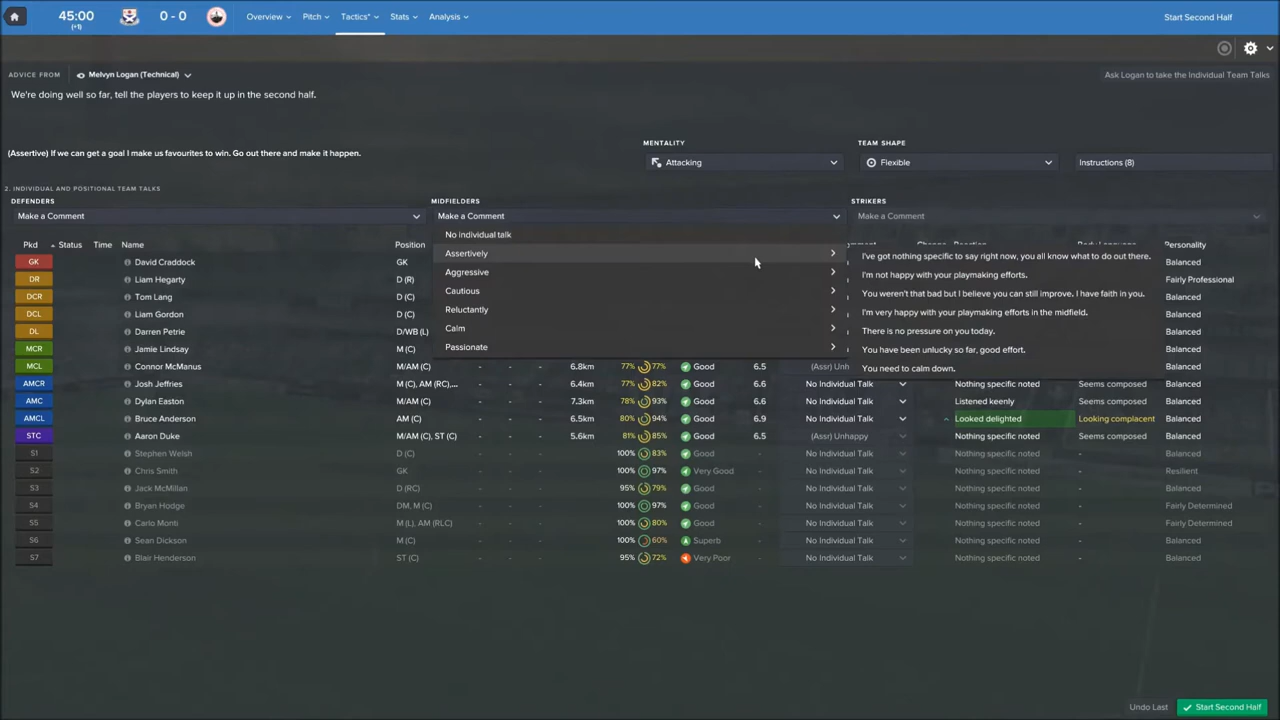 45:00
(+1)
0 - 0
Overview
Pitch
Tactics*
Stats
Analysis
Start Second Half
ADVICE FROM
Melvyn Logan (Technical)
Ask Logan to take the Individual Team Talks
We're doing well so far, tell the players to keep it up in the second half.
MENTALITY
TEAM SHAPE
(Assertive) If we can get a goal I make us favourites to win. Go out there and make it happen.
Attacking
Flexible
Instructions (8)
2. INDIVIDUAL AND POSITIONAL TEAM TALKS
DEFENDERS
MIDFIELDERS
STRIKERS
Make a Comment
Make a Comment
Make a Comment
No individual talk
Assertively
Aggressive
Cautious
Reluctantly
Calm
Passionate
I've got nothing specific to say right now, you all know what to do out there.
I'm not happy with your playmaking efforts.
You weren't that bad but I believe you can still improve. I have faith in you.
I'm very happy with your playmaking efforts in the midfield.
There is no pressure on you today.
You have been unlucky so far, good effort.
You need to calm down.
Pkd Status Time Name Position Personality
GK David Craddock GK Balanced
DR Liam Hegarty D (R) Fairly Professional
DCR Tom Lang D (C) Balanced
DCL Liam Gordon D (C) Balanced
DL Darren Petrie D/WB (L) Balanced
MCR Jamie Lindsay M (C) Balanced
MCL Connor McManus M/AM (C) 6.8km 77% 77% Good 6.5 (Assr) Unh Balanced
AMCR Josh Jeffries M (C), AM (RC),... 6.4km 77% 82% Good 6.6 No Individual Talk Nothing specific noted Seems composed Balanced
AMC Dylan Easton M/AM (C) 7.3km 78% 93% Good 6.6 No Individual Talk Listened keenly Seems composed Balanced
AMCL Bruce Anderson AM (C) 6.5km 80% 94% Good 6.9 No Individual Talk Looked delighted Looking complacent Balanced
STC Aaron Duke M/AM (C), ST (C) 5.6km 81% 85% Good 6.5 (Assr) Unhappy Nothing specific noted Seems composed Balanced
S1 Stephen Welsh D (C) - - - 100% 83% Good - No Individual Talk Nothing specific noted - Balanced
S2 Chris Smith GK - - - 100% 97% Very Good - No Individual Talk Nothing specific noted - Resilient
S3 Jack McMillan D (RC) - - - 95% 79% Good - No Individual Talk Nothing specific noted - Balanced
S4 Bryan Hodge DM, M (C) - - - 100% 97% Good - No Individual Talk Nothing specific noted - Fairly Determined
S5 Carlo Monti M (L), AM (RLC) - - - 100% 80% Good - No Individual Talk Nothing specific noted - Fairly Determined
S6 Sean Dickson M (C) - - - 100% 60% Superb - No Individual Talk Nothing specific noted - Balanced
S7 Blair Henderson ST (C) - - - 95% 72% Very Poor - No Individual Talk Nothing specific noted - Balanced
Undo Last
Start Second Half